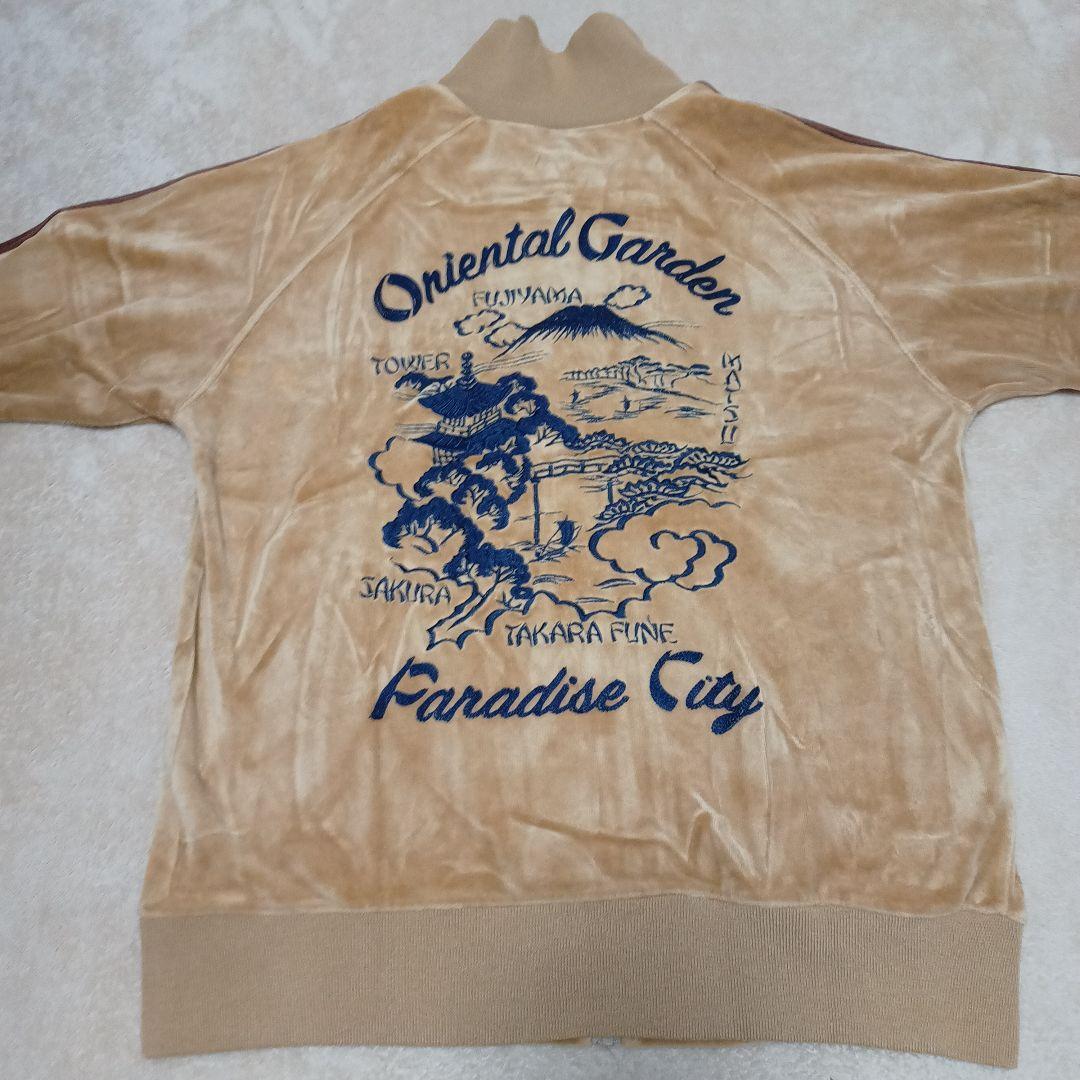 Oriental Garden
FUJIYAMA
TOWER
MATSU
SAKURA
TAKARA FUNE
Paradise City